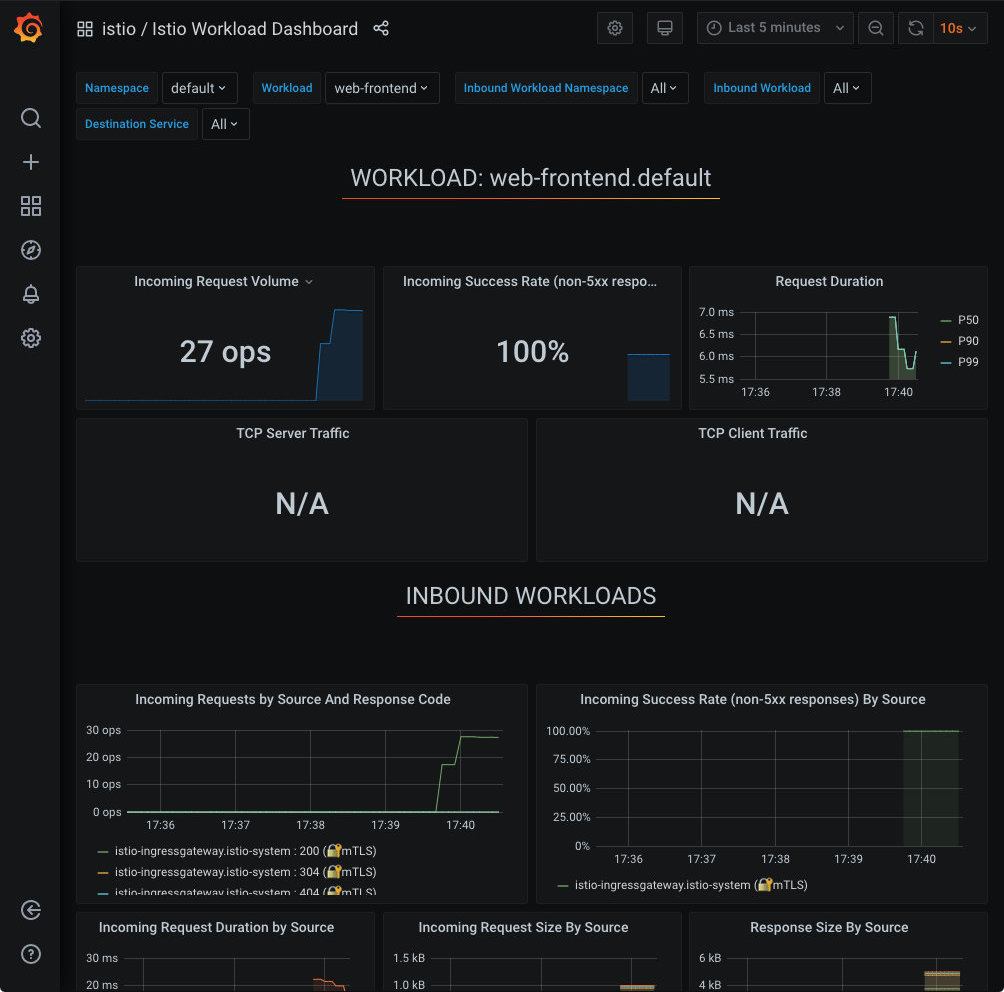 istio / Istio Workload Dashboard
Last 5 minutes
10s
Namespace default Workload web-frontend Inbound Workload Namespace All Inbound Workload All
Destination Service All
WORKLOAD: web-frontend.default
Incoming Request Volume
27 ops
Incoming Success Rate (non-5xx respo...
100%
Request Duration
7.0 ms
6.5 ms
6.0 ms
5.5 ms
17:36 17:38 17:40
P50
P90
P99
TCP Server Traffic
N/A
TCP Client Traffic
N/A
INBOUND WORKLOADS
Incoming Requests by Source And Response Code
30 ops
20 ops
10 ops
0 ops
17:36 17:37 17:38 17:39 17:40
istio-ingressgateway.istio-system : 200 (🔐mTLS)
istio-ingressgateway.istio-system : 304 (🔐mTLS)
istio-ingressgateway.istio-system : 404 (🔐mTLS)
Incoming Success Rate (non-5xx responses) By Source
100.00%
75.00%
50.00%
25.00%
0%
17:36 17:37 17:38 17:39 17:40
istio-ingressgateway.istio-system (🔐mTLS)
Incoming Request Duration by Source
30 ms
20 ms
Incoming Request Size By Source
1.5 kB
1.0 kB
Response Size By Source
6 kB
4 kB